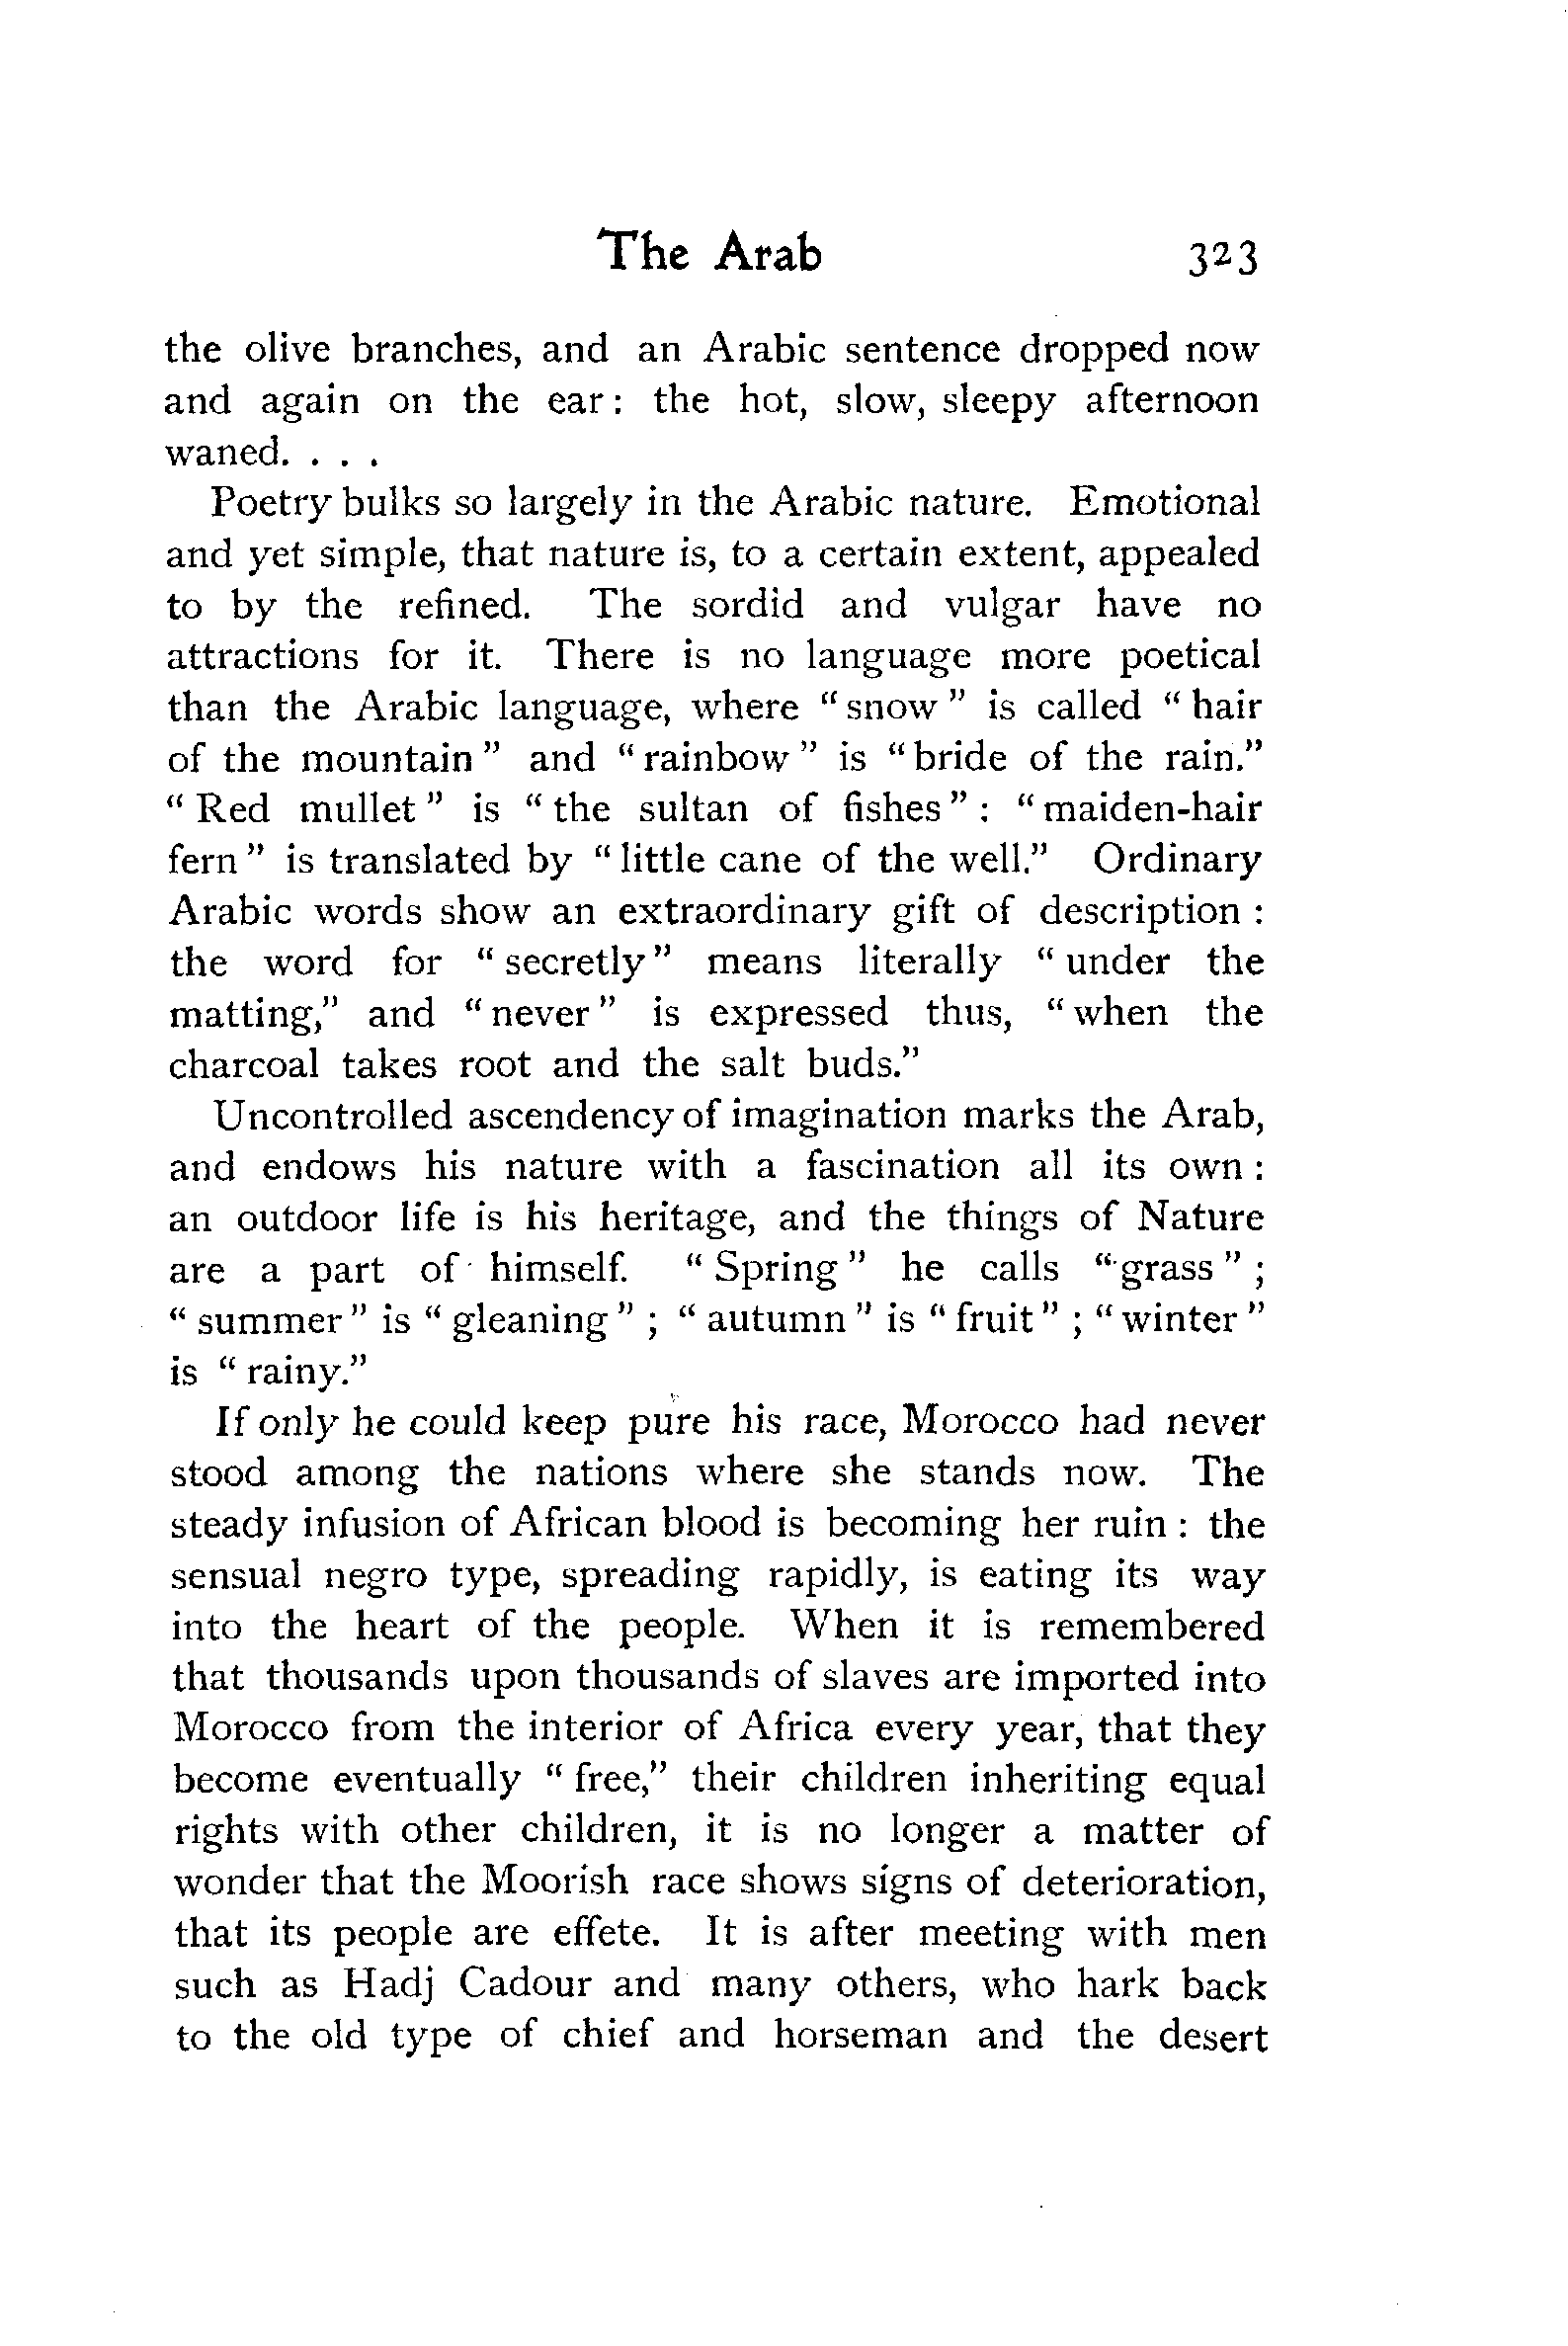 The Arab 323
the olive branches, and an Arabic sentence dropped now
and again on the ear: the hot, slow, sleepy afternoon
waned. . . .
Poetry bulks so largely in the Arabic nature. Emotional
and yet simple, that nature is, to a certain extent, appealed
to by the refined. The sordid and vulgar have no
attractions for it. There is no language more poetical
than the Arabic language, where "snow" is called "hair
of the mountain" and "rainbow" is "bride of the rain."
"Red mullet" is "the sultan of fishes": "maiden-hair
fern" is translated by "little cane of the well." Ordinary
Arabic words show an extraordinary gift of description :
the word for "secretly" means literally "under the
matting," and "never" is expressed thus, "when the
charcoal takes root and the salt buds."
Uncontrolled ascendency of imagination marks the Arab,
and endows his nature with a fascination all its own :
an outdoor life is his heritage, and the things of Nature
are a part of himself. "Spring" he calls "grass";
"summer" is "gleaning"; "autumn" is "fruit"; "winter"
is "rainy."
If only he could keep pure his race, Morocco had never
stood among the nations where she stands now. The
steady infusion of African blood is becoming her ruin : the
sensual negro type, spreading rapidly, is eating its way
into the heart of the people. When it is remembered
that thousands upon thousands of slaves are imported into
Morocco from the interior of Africa every year, that they
become eventually "free," their children inheriting equal
rights with other children, it is no longer a matter of
wonder that the Moorish race shows signs of deterioration,
that its people are effete. It is after meeting with men
such as Hadj Cadour and many others, who hark back
to the old type of chief and horseman and the desert